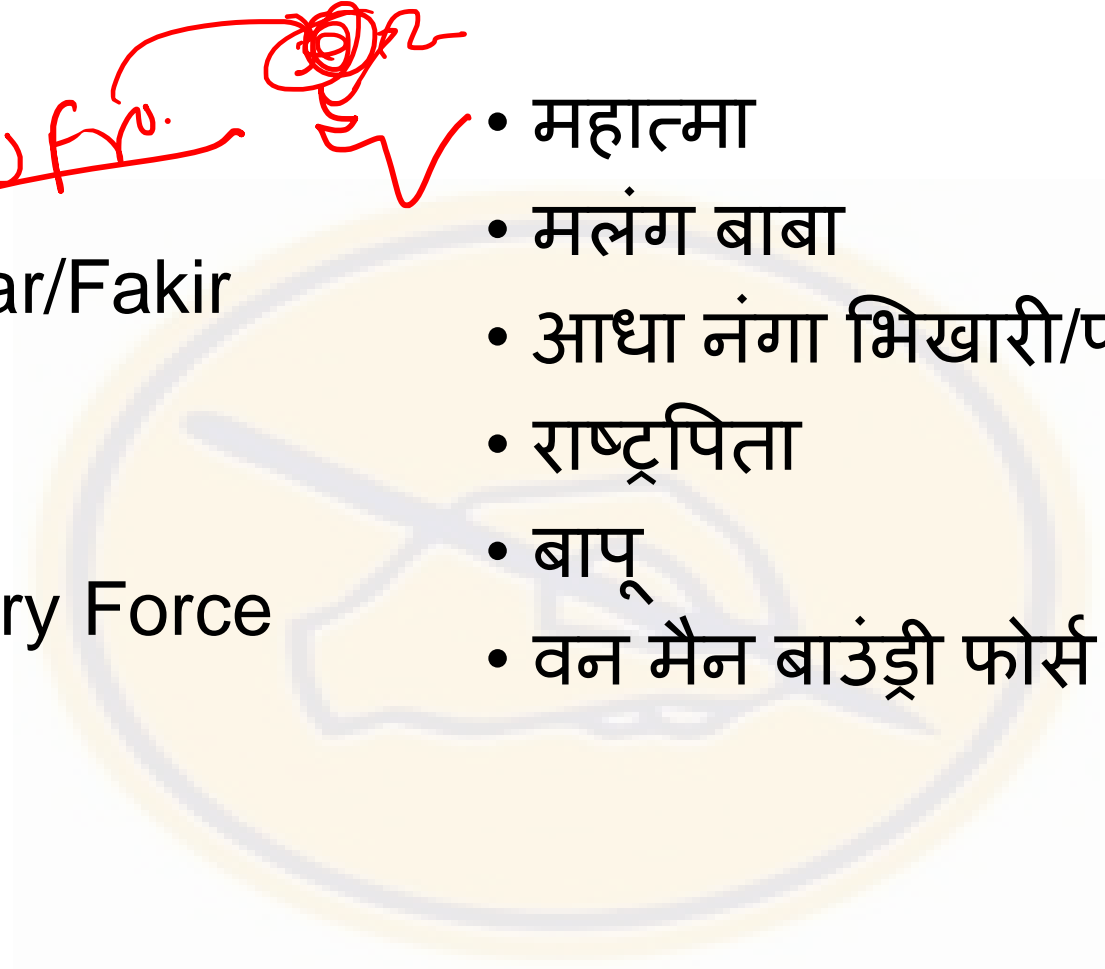 • महात्मा
• मलंग बाबा
ar/Fakir
• आधा नंगा भिखारी/
• राष्ट्रपिता
• बापू
ry Force
• वन मैन बाउंड्री फोर्स